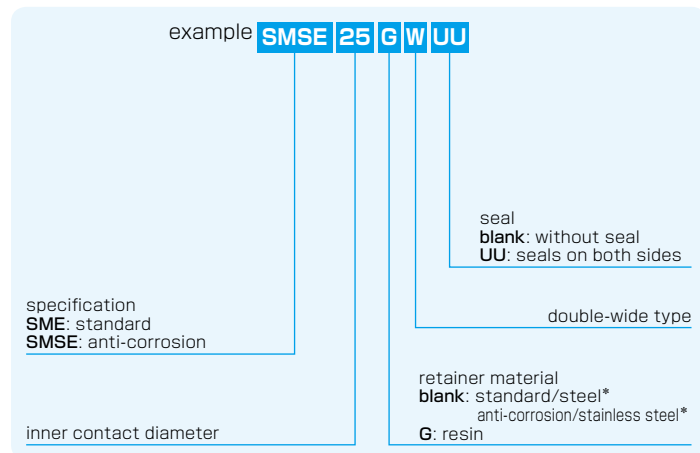 example SMSE 25 G W UU
seal
blank: without seal
UU: seals on both sides
double-wide type
specification
SME: standard
SMSE: anti-corrosion
retainer material
blank: standard/steel*
anti-corrosion/stainless steel*
G: resin
inner contact diameter